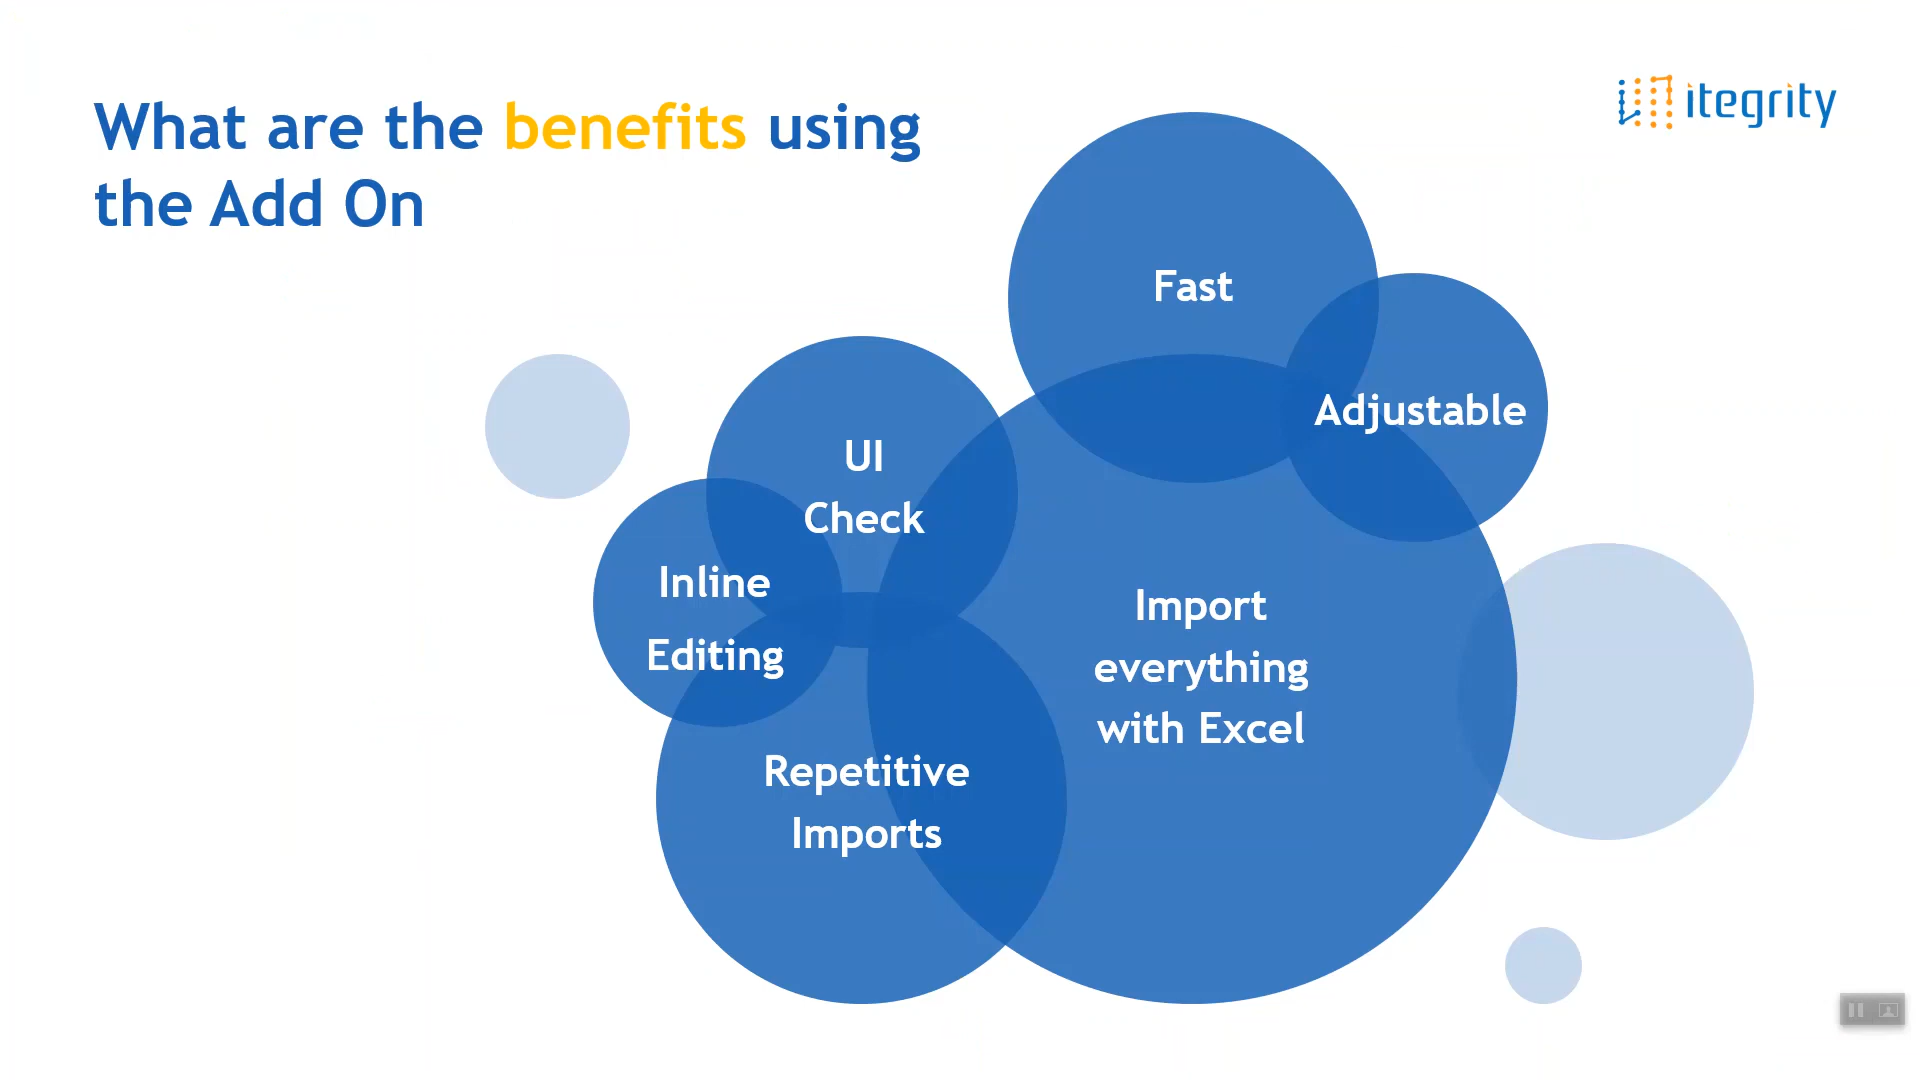 What are the benefits using
the Add On
itegrity
Fast
Adjustable
UI
Check
Inline
Editing
Import
everything
with Excel
Repetitive
Imports